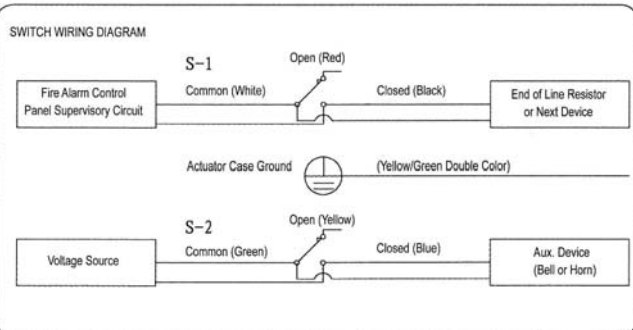 SWITCH WIRING DIAGRAM
S-1
Open (Red)
Fire Alarm Control
Panel Supervisory Circuit
Common (White)
Closed (Black)
End of Line Resistor
or Next Device
Actuator Case Ground
(Yellow/Green Double Color)
S-2
Open (Yellow)
Voltage Source
Common (Green)
Closed (Blue)
Aux. Device
(Bell or Horn)